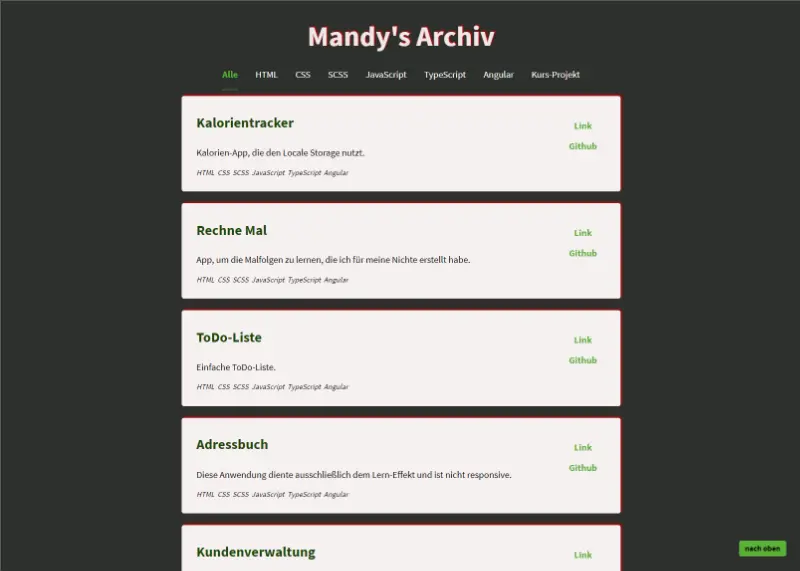 Mandy's Archiv
Alle HTML CSS SCSS JavaScript TypeScript Angular Kurs-Projekt
Kalorientracker
Link
Kalorien-App, die den Locale Storage nutzt.
Github
HTML CSS SCSS JavaScript TypeScript Angular
Rechne Mal
Link
App, um die Malfolgen zu lernen, die ich für meine Nichte erstellt habe.
Github
HTML CSS SCSS JavaScript TypeScript Angular
ToDo-Liste
Link
Einfache ToDo-Liste.
Github
HTML CSS SCSS JavaScript TypeScript Angular
Adressbuch
Link
Diese Anwendung diente ausschließlich dem Lern-Effekt und ist nicht responsive.
Github
HTML CSS SCSS JavaScript TypeScript Angular
Kundenverwaltung
Link
nach oben